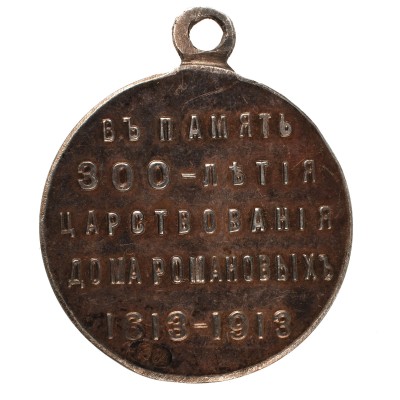 ВЪ ПАМЯТЬ
300-ЛѢТІЯ
ЦАРСТВОВАНІЯ
ДОМА РОМАНОВЫХЪ
1613-1913